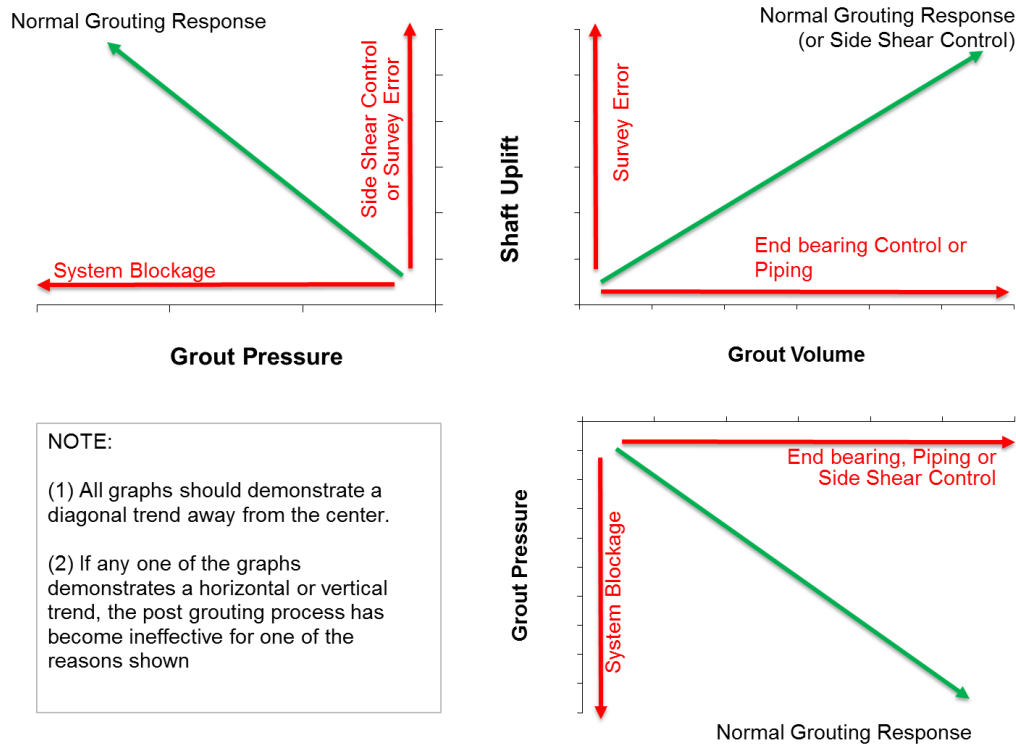 Normal Grouting Response
Side Shear Control
or Survey Error
System Blockage
Grout Pressure
Shaft Uplift
Normal Grouting Response
(or Side Shear Control)
Survey Error
End bearing Control or
Piping
Grout Volume
NOTE:
(1) All graphs should demonstrate a
diagonal trend away from the center.
(2) If any one of the graphs
demonstrates a horizontal or vertical
trend, the post grouting process has
become ineffective for one of the
reasons shown
End bearing, Piping or
Side Shear Control
Grout Pressure
System Blockage
Normal Grouting Response